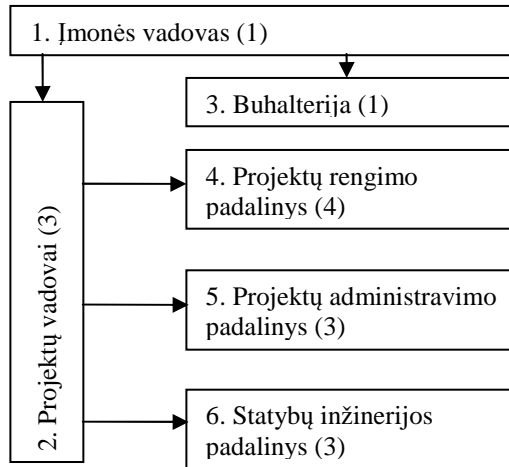 1. Įmonės vadovas (1)
2. Projektų vadovai (3)
3. Buhalterija (1)
4. Projektų rengimo
padalinys (4)
5. Projektų administravimo
padalinys (3)
6. Statybų inžinerijos
padalinys (3)